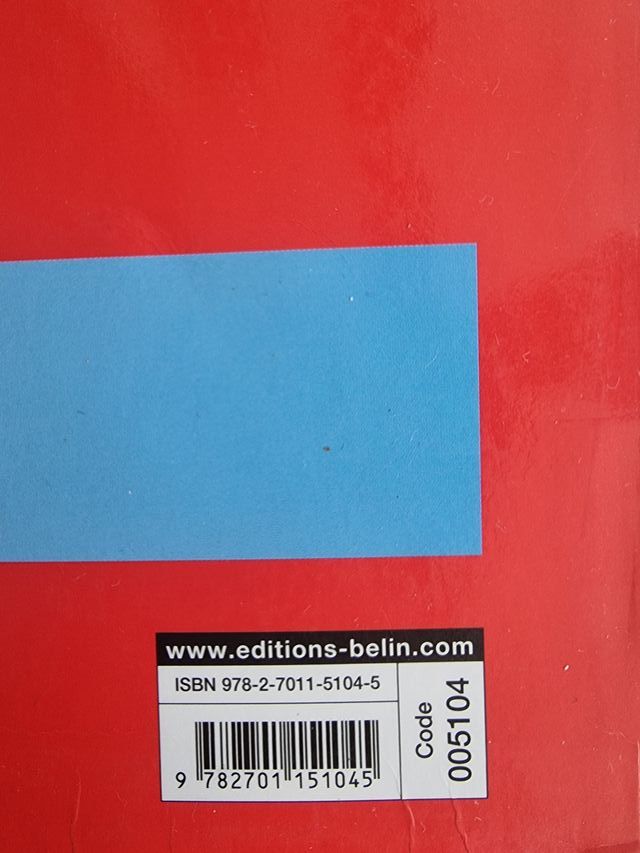 www.editions-belin.com
ISBN 978-2-7011-5104-5
9 782701 151045
Code
005104